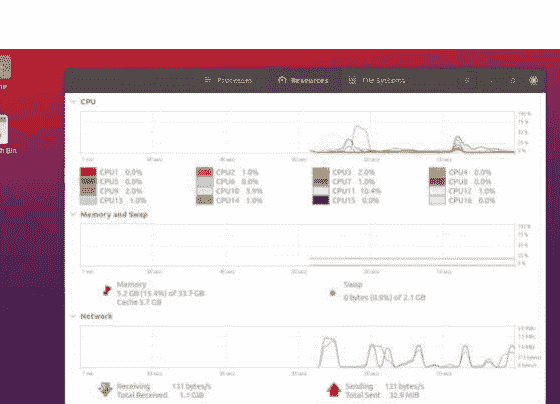 Processes Resources File Systems
CPU
100 %
CPU1 0.0% CPU2 1.0% CPU3 2.0% CPU4 0.0%
CPU5 0.0% CPU6 0.0% CPU7 1.0% CPU8 0.0%
CPU9 2.0% CPU10 5.9% CPU11 10.4% CPU12 1.0%
CPU13 1.0% CPU14 1.0% CPU15 0.0% CPU16 0.0%
Memory and Swap
100 %
Memory Swap
5.2 GB (15.4%) of 33.7 GB 0 bytes (0.0%) of 2.1 GB
Cache 5.7 GB
Network
Receiving 131 bytes/s Sending 131 bytes/s
Total Received 1.1 GiB Total Sent 32.9 MiB